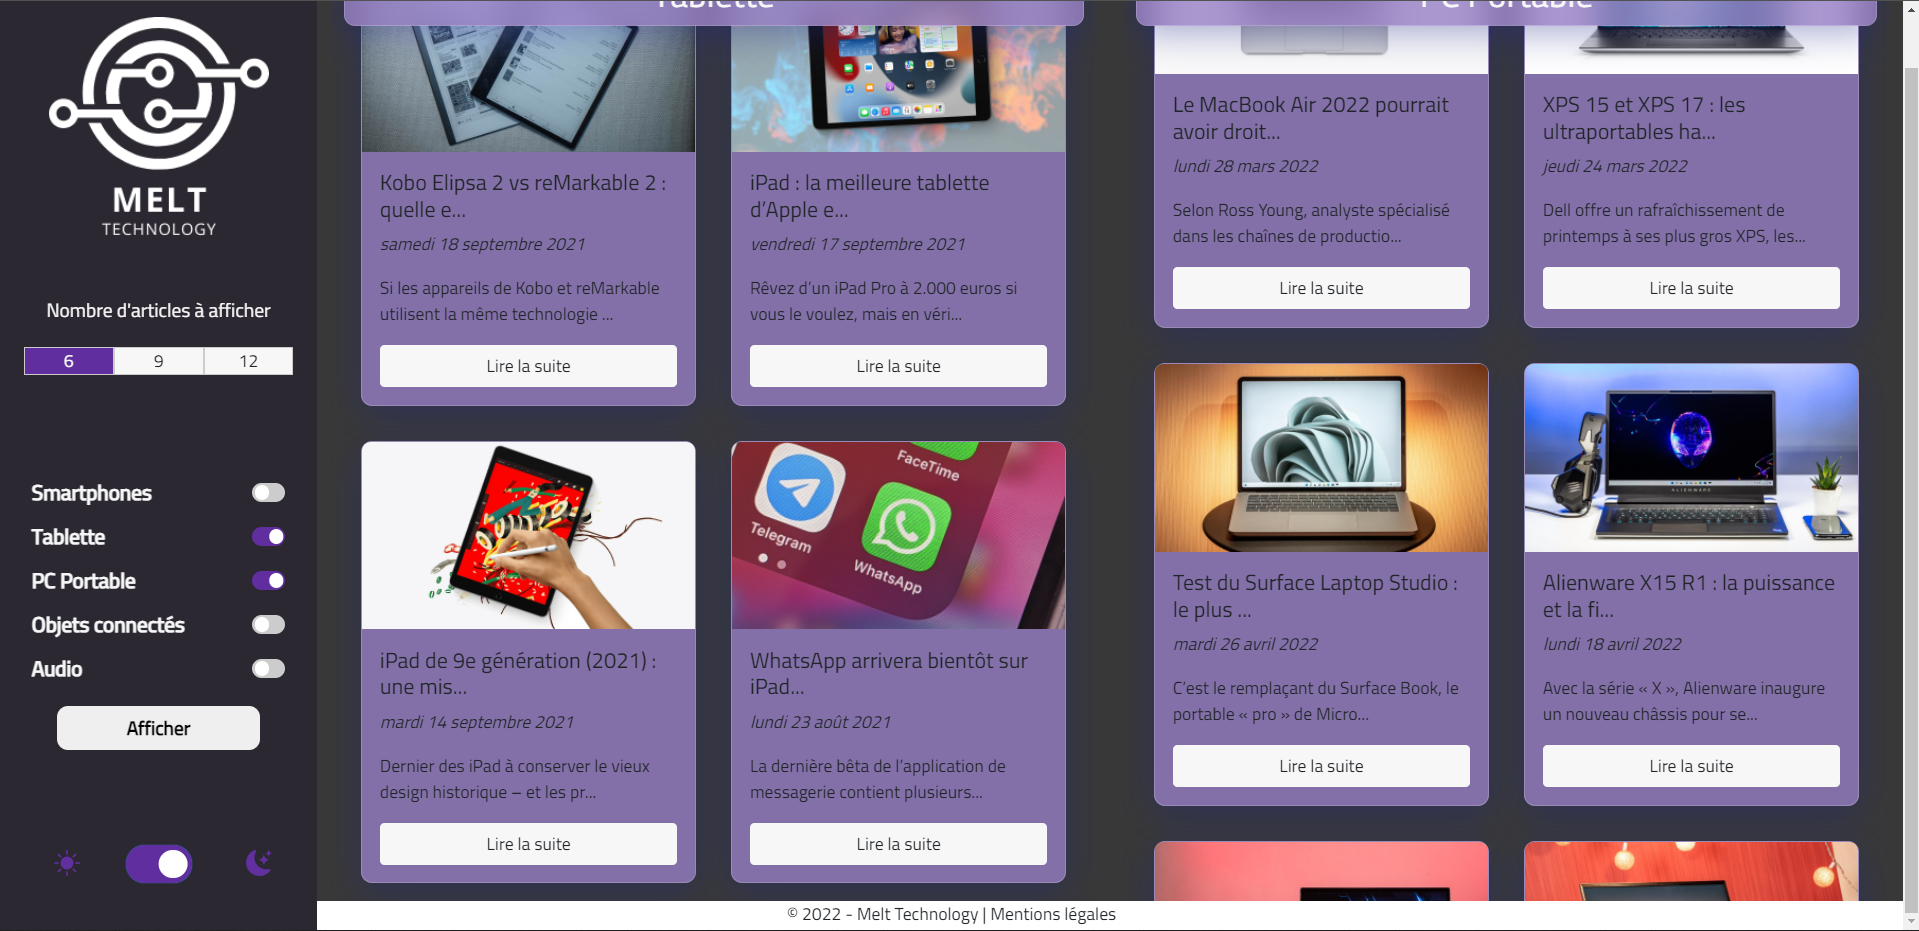 MELT
TECHNOLOGY
Nombre d'articles à afficher
6
9
12
Smartphones
Tablette
PC Portable
Objets connectés
Audio
Afficher
Tablette
Kobo Elipsa 2 vs reMarkable 2 :
quelle e...
samedi 18 septembre 2021
Si les appareils de Kobo et reMarkable
utilisent la même technologie ...
Lire la suite
iPad : la meilleure tablette
d’Apple e...
vendredi 17 septembre 2021
Rêvez d’un iPad Pro à 2.000 euros si
vous le voulez, mais en véri...
Lire la suite
iPad de 9e génération (2021) :
une mis...
mardi 14 septembre 2021
Dernier des iPad à conserver le vieux
design historique – et les pr...
Lire la suite
FaceTime
Telegram
WhatsApp
WhatsApp arrivera bientôt sur
iPad...
lundi 23 août 2021
La dernière bêta de l’application de
messagerie contient plusieurs...
Lire la suite
PC Portable
Le MacBook Air 2022 pourrait
avoir droit...
lundi 28 mars 2022
Selon Ross Young, analyste spécialisé
dans les chaînes de productio...
Lire la suite
XPS 15 et XPS 17 : les
ultraportables ha...
jeudi 24 mars 2022
Dell offre un rafraîchissement de
printemps à ses plus gros XPS, les...
Lire la suite
Test du Surface Laptop Studio :
le plus ...
mardi 26 avril 2022
C’est le remplaçant du Surface Book, le
portable « pro » de Micro...
Lire la suite
ALIENWARE
Alienware X15 R1 : la puissance
et la fi...
lundi 18 avril 2022
Avec la série « X », Alienware inaugure
un nouveau châssis pour se...
Lire la suite
© 2022 - Melt Technology | Mentions légales